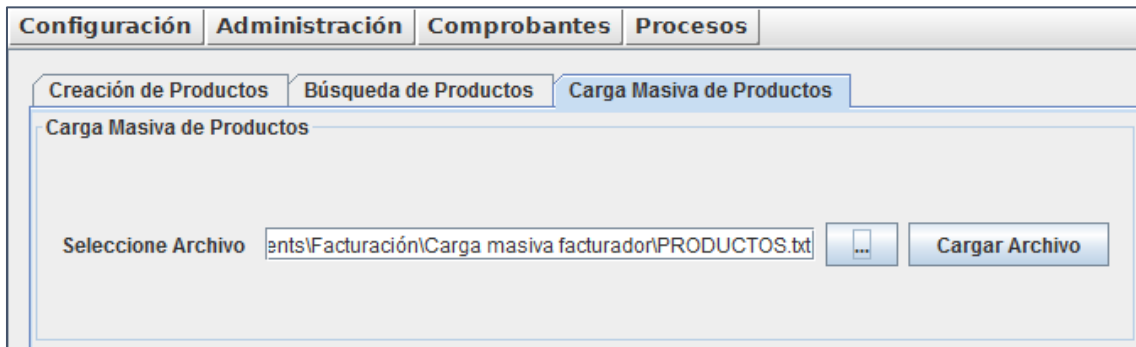 Configuración Administración Comprobantes Procesos
Creación de Productos Búsqueda de Productos Carga Masiva de Productos
Carga Masiva de Productos
Seleccione Archivo ents\Facturación\Carga masiva facturador\PRODUCTOS.txt ... Cargar Archivo